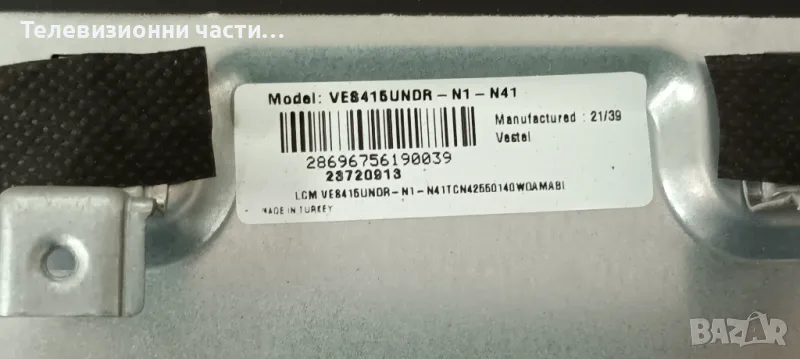 Телевизионни части...
Model: VES415UNDR-N1-N41
Manufactured : 21/39
Vestel
28696756190039
23720913
LCM VES415UNDR-N1-N41TCN42550140W0AMABI
MADE IN TURKEY
BAZAR